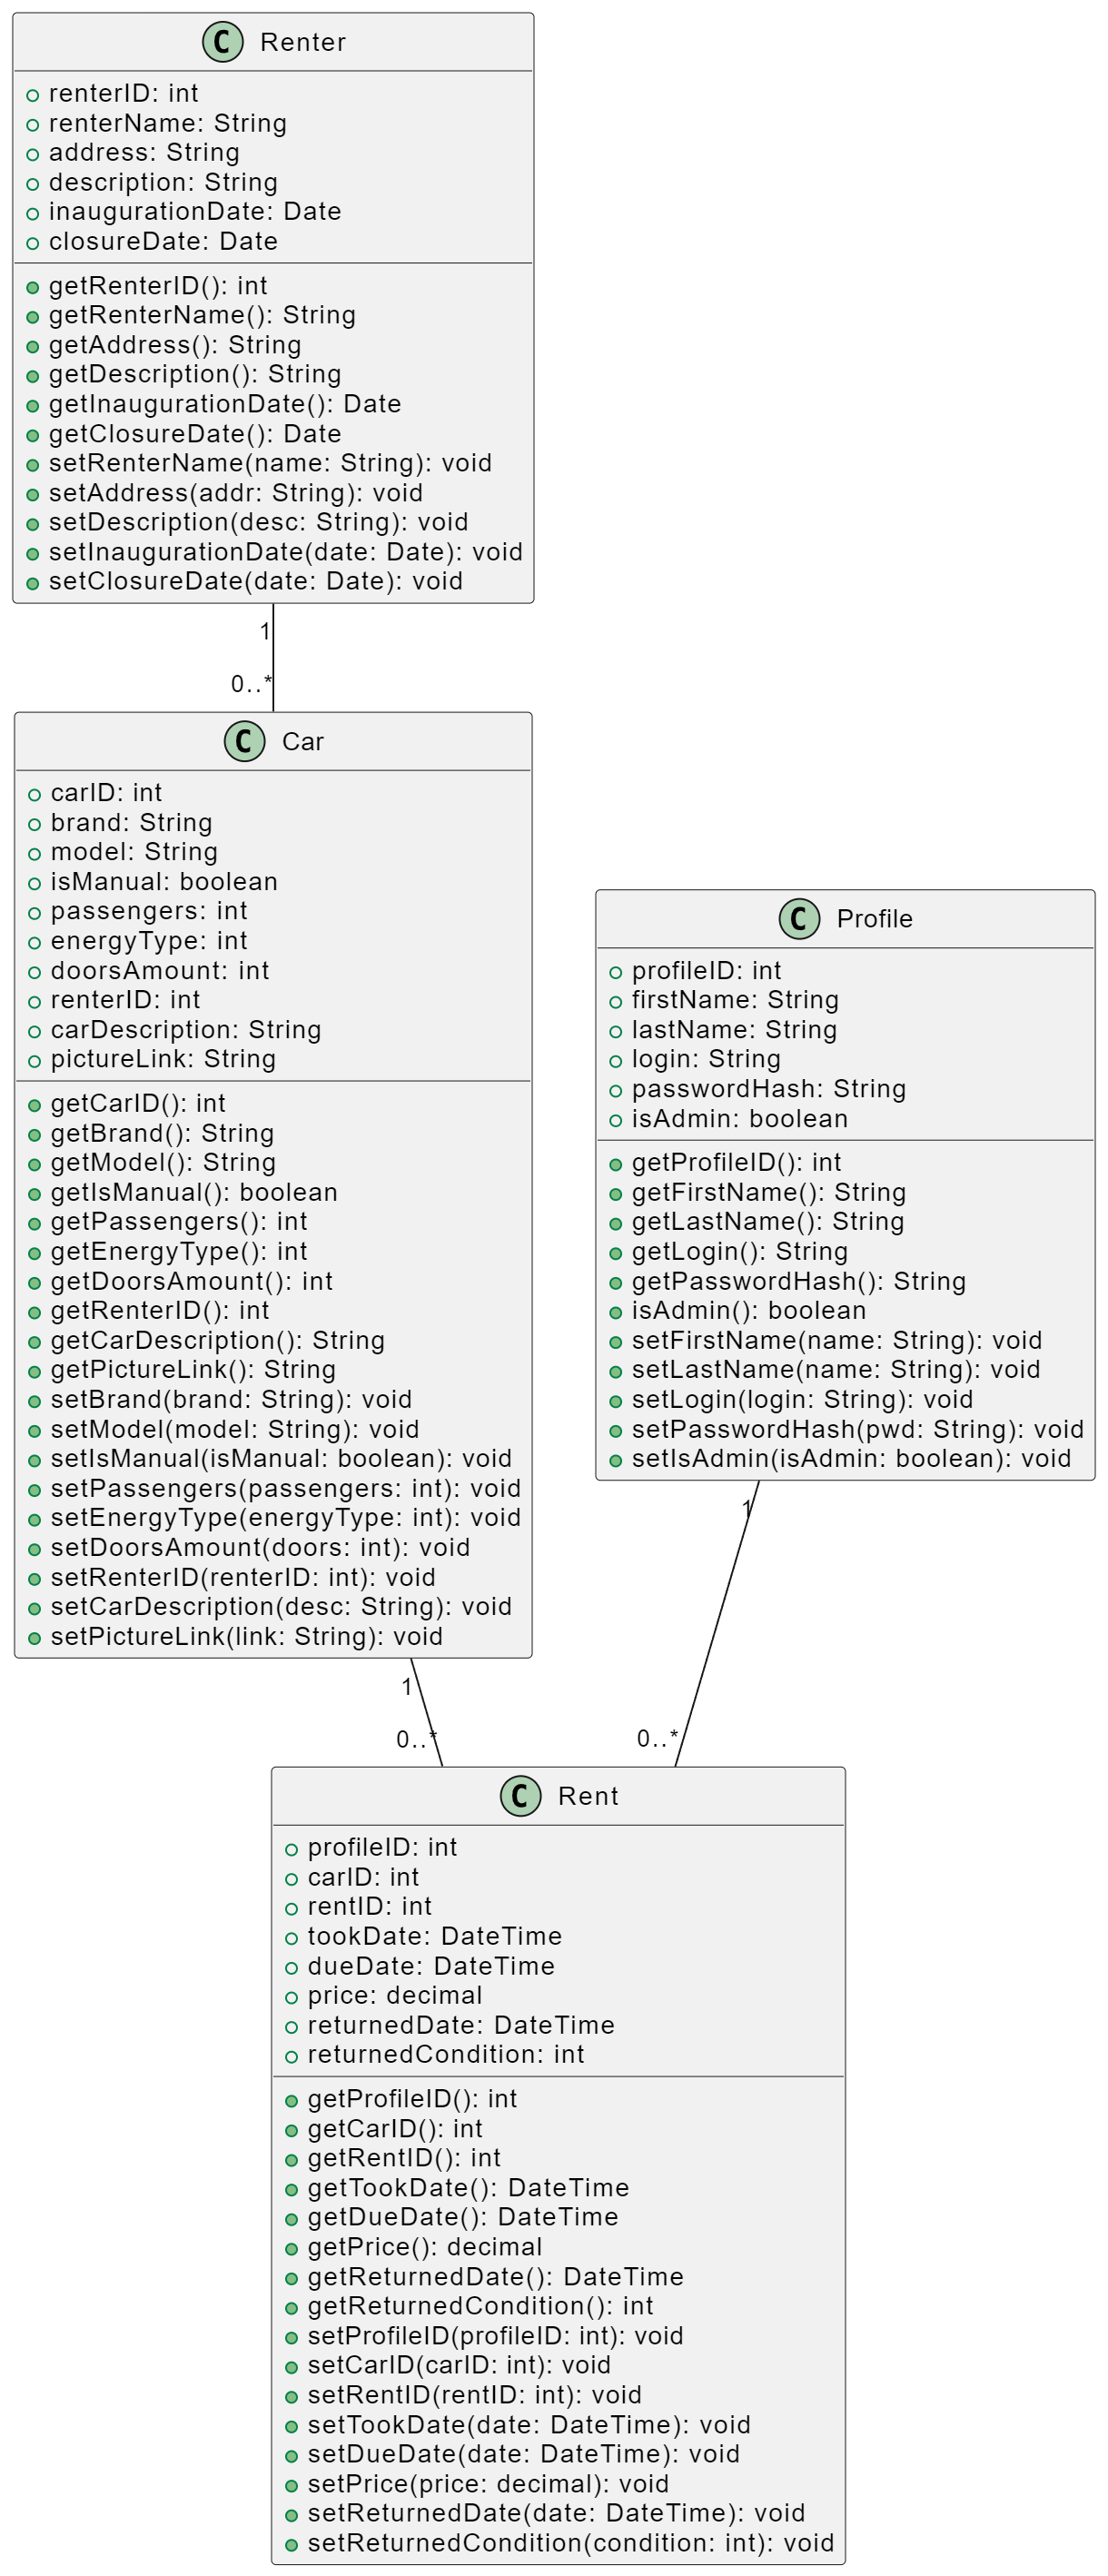 C Renter
renterID: int
renterName: String
address: String
description: String
inaugurationDate: Date
closureDate: Date
getRenterID(): int
getRenterName(): String
getAddress(): String
getDescription(): String
getInaugurationDate(): Date
getClosureDate(): Date
setRenterName(name: String): void
setAddress(addr: String): void
setDescription(desc: String): void
setInaugurationDate(date: Date): void
setClosureDate(date: Date): void
1
0..*
C Car
carID: int
brand: String
model: String
isManual: boolean
passengers: int
energyType: int
doorsAmount: int
renterID: int
carDescription: String
pictureLink: String
getCarID(): int
getBrand(): String
getModel(): String
getIsManual(): boolean
getPassengers(): int
getEnergyType(): int
getDoorsAmount(): int
getRenterID(): int
getCarDescription(): String
getPictureLink(): String
setBrand(brand: String): void
setModel(model: String): void
setIsManual(isManual: boolean): void
setPassengers(passengers: int): void
setEnergyType(energyType: int): void
setDoorsAmount(doors: int): void
setRenterID(renterID: int): void
setCarDescription(desc: String): void
setPictureLink(link: String): void
C Profile
profileID: int
firstName: String
lastName: String
login: String
passwordHash: String
isAdmin: boolean
getProfileID(): int
getFirstName(): String
getLastName(): String
getLogin(): String
getPasswordHash(): String
isAdmin(): boolean
setFirstName(name: String): void
setLastName(name: String): void
setLogin(login: String): void
setPasswordHash(pwd: String): void
setIsAdmin(isAdmin: boolean): void
1
0..*
1
0..*
C Rent
profileID: int
carID: int
rentID: int
tookDate: DateTime
dueDate: DateTime
price: decimal
returnedDate: DateTime
returnedCondition: int
getProfileID(): int
getCarID(): int
getRentID(): int
getTookDate(): DateTime
getDueDate(): DateTime
getPrice(): decimal
getReturnedDate(): DateTime
getReturnedCondition(): int
setProfileID(profileID: int): void
setCarID(carID: int): void
setRentID(rentID: int): void
setTookDate(date: DateTime): void
setDueDate(date: DateTime): void
setPrice(price: decimal): void
setReturnedDate(date: DateTime): void
setReturnedCondition(condition: int): void